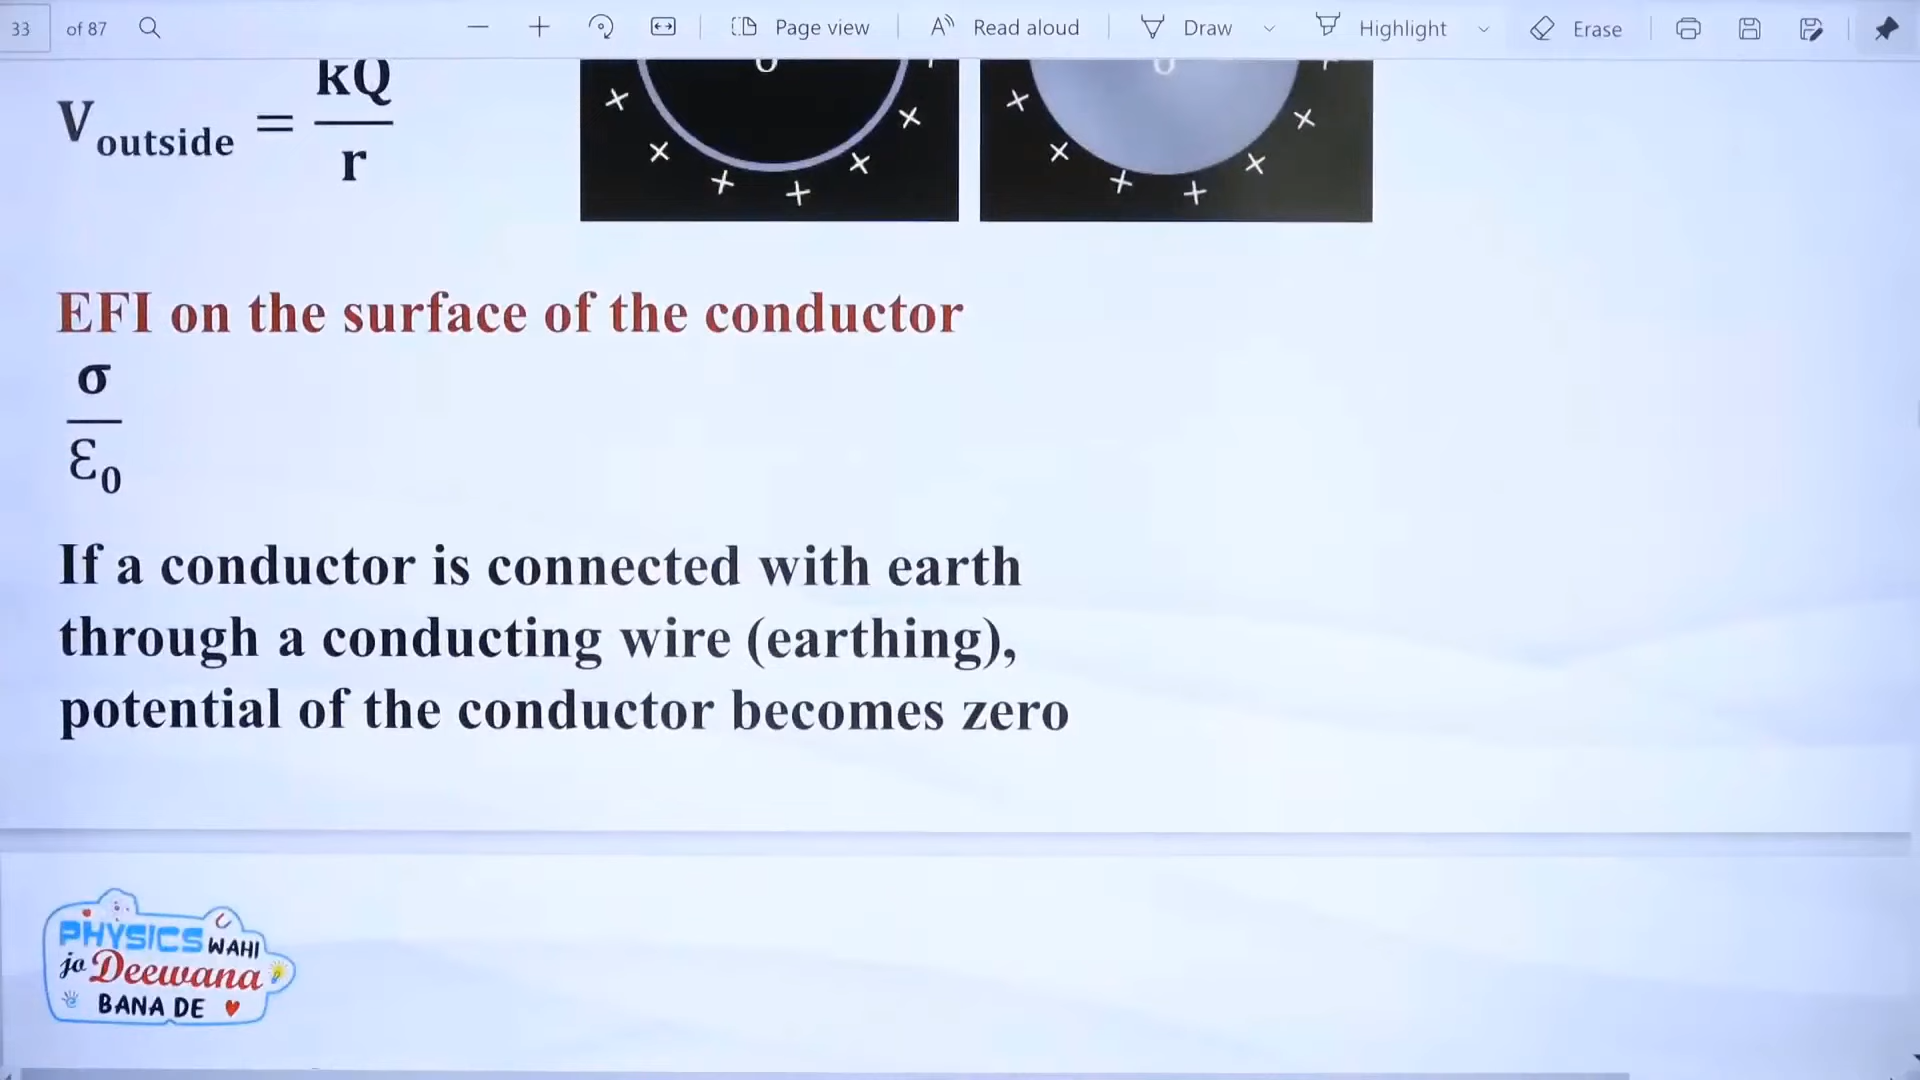 33 of 87 Page view Read aloud Draw Highlight Erase
V outside = kQ / r
EFI on the surface of the conductor
σ
ε0
If a conductor is connected with earth
through a conducting wire (earthing),
potential of the conductor becomes zero
PHYSICS WAHI
jo Deewana
BANA DE